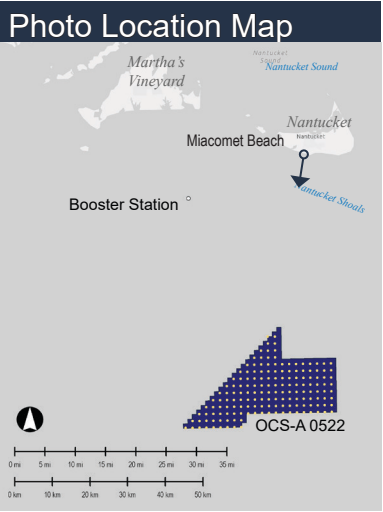 Photo Location Map
Nantucket
Sound
Nantucket Sound
Martha's
Vineyard
Nantucket
Nantucket
Miacomet Beach
Nantucket Shoals
Booster Station
OCS-A 0522
0 mi 5 mi 10 mi 15 mi 20 mi 25 mi 30 mi 35 mi
0 km 10 km 20 km 30 km 40 km 50 km